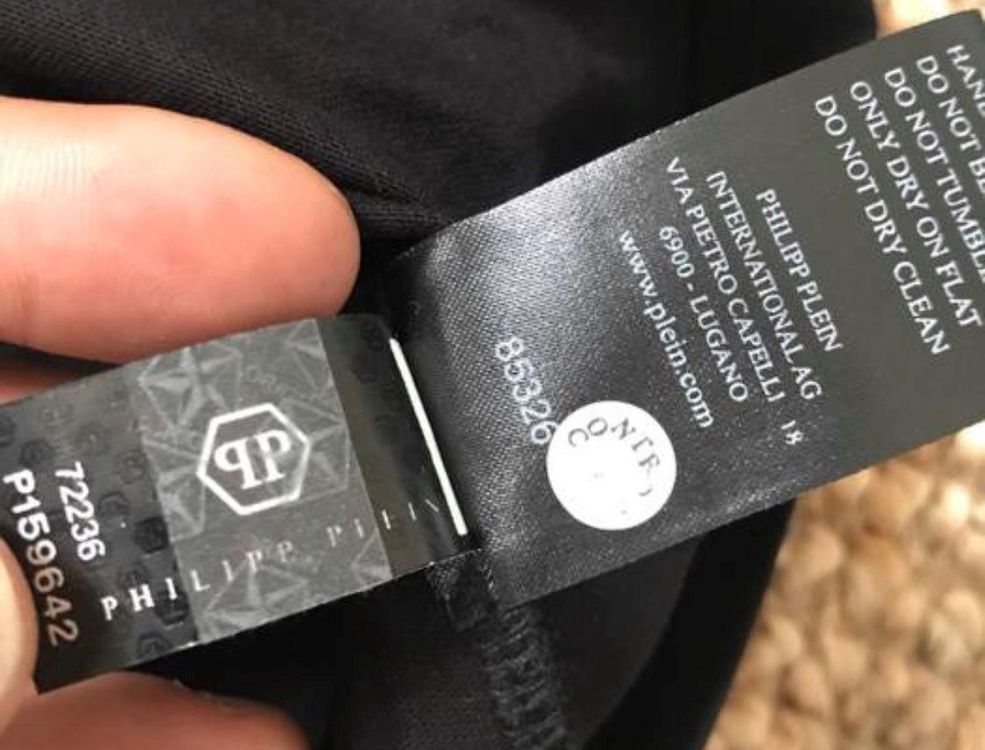 HAND
DO NOT BL
DO NOT TUMBLE
ONLY DRY ON FLAT
DO NOT DRY CLEAN
PHILIPP PLEIN
INTERNATIONAL AG
VIA PIETRO CAPELLI 18
6900 - LUGANO
www.plein.com
85326
CONTRO
PP
PHILIPP PLEIN
72236
P159642